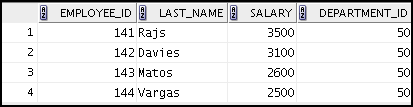 EMPLOYEE_ID LAST_NAME SALARY DEPARTMENT_ID
1 141 Rajs 3500 50
2 142 Davies 3100 50
3 143 Matos 2600 50
4 144 Vargas 2500 50